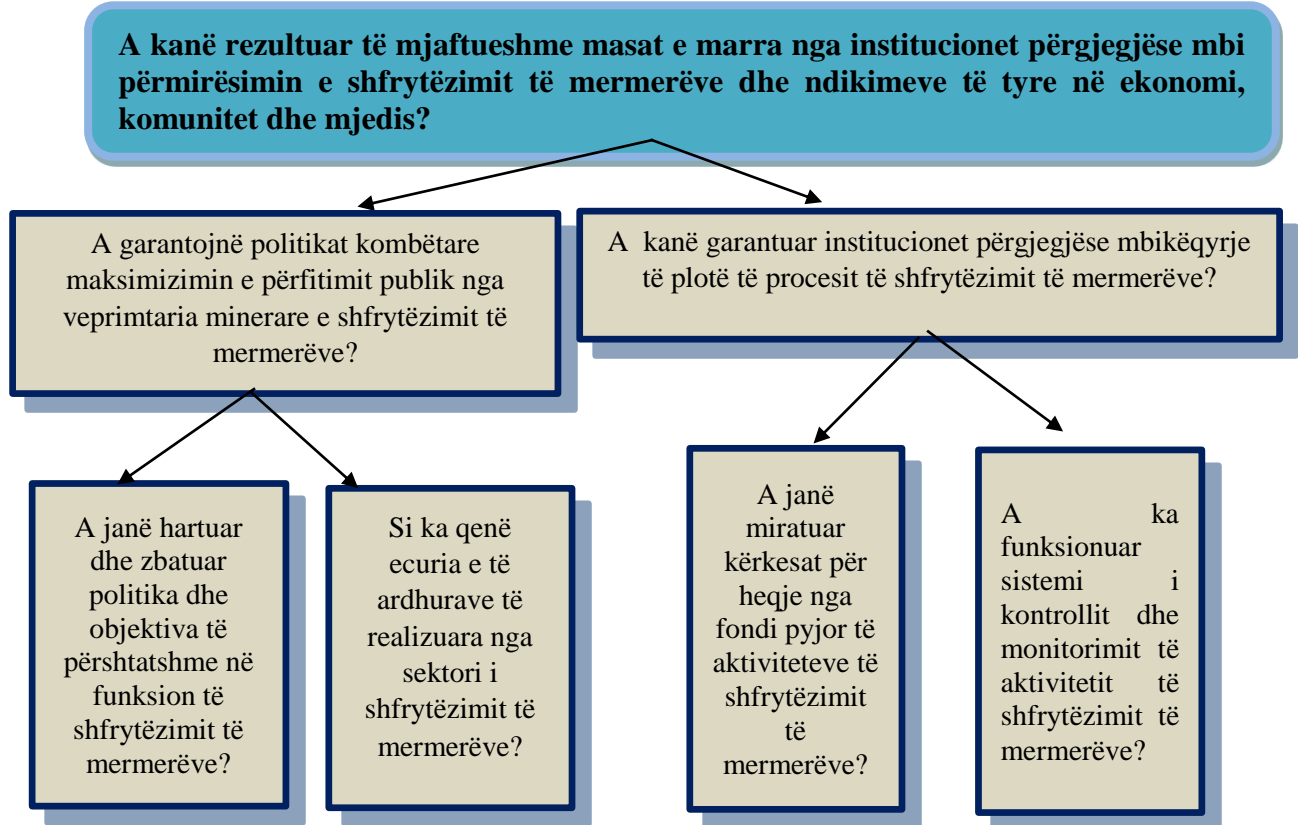 A kanë rezultuar të mjaftueshme masat e marra nga institucionet përgjegjëse mbi
përmirësimin e shfrytëzimit të mermerëve dhe ndikimeve të tyre në ekonomi,
komunitet dhe mjedis?
A garantojnë politikat kombëtare
maksimizimin e përfitimit publik nga
veprimtaria minerare e shfrytëzimit të
mermerëve?
A kanë garantuar institucionet përgjegjëse mbikëqyrje
të plotë të procesit të shfrytëzimit të mermerëve?
A janë hartuar
dhe zbatuar
politika dhe
objektiva të
përshtatshme në
funksion të
shfrytëzimit të
mermerëve?
Si ka qenë
ecuria e të
ardhurave të
realizuara nga
sektori i
shfrytëzimit të
mermerëve?
A janë
miratuar
kërkesat për
heqje nga
fondi pyjor të
aktiviteteve të
shfrytëzimit
të
mermerëve?
A ka
funksionuar
sistemi i
kontrollit dhe
monitorimit të
aktivitetit të
shfrytëzimit të
mermerëve?